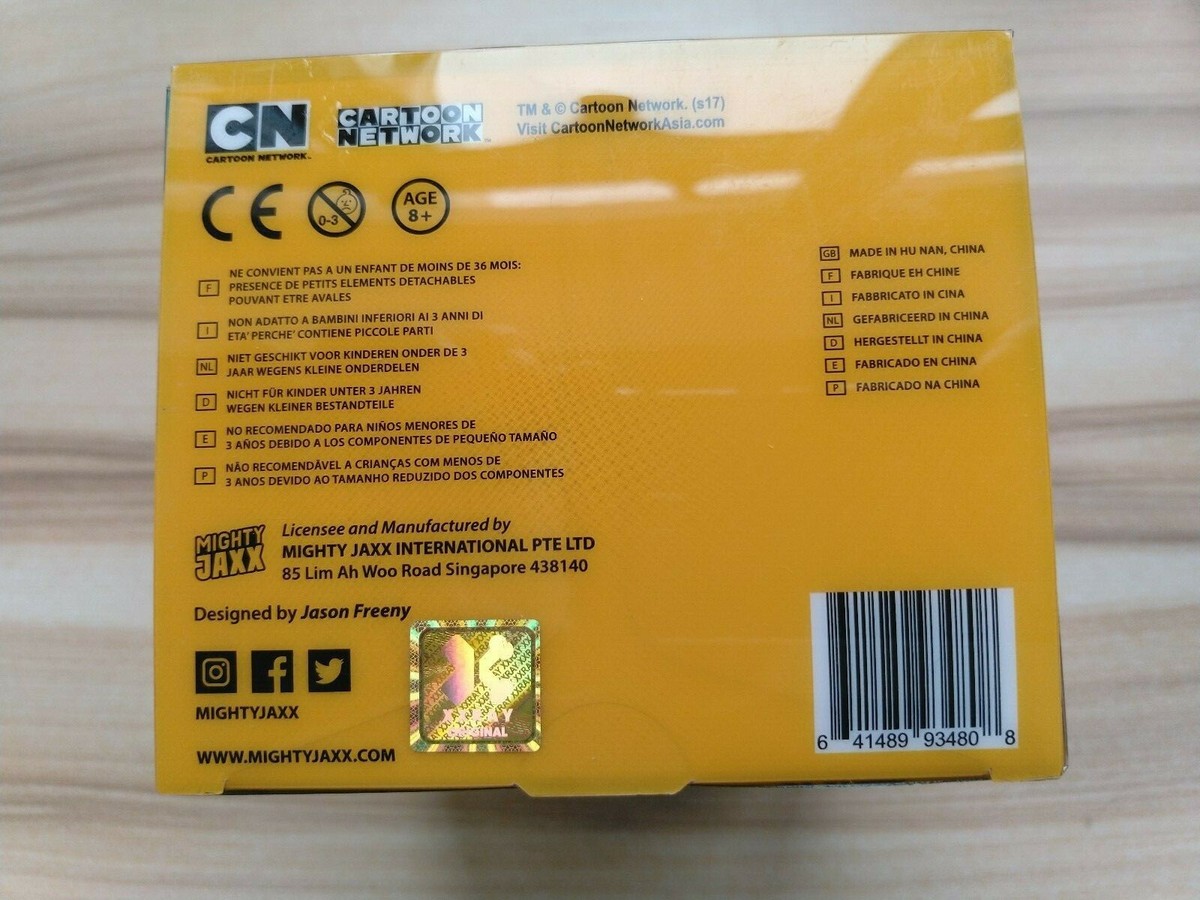 CN
CARTOON NETWORK™
CARTOON
NETWORK™
TM & © Cartoon Network. (s17)
Visit CartoonNetworkAsia.com
CE
0-3
AGE
8+
F NE CONVIENT PAS A UN ENFANT DE MOINS DE 36 MOIS:
PRESENCE DE PETITS ELEMENTS DETACHABLES
POUVANT ETRE AVALES
I NON ADATTO A BAMBINI INFERIORI AI 3 ANNI DI
ETA' PERCHE' CONTIENE PICCOLE PARTI
NL NIET GESCHIKT VOOR KINDEREN ONDER DE 3
JAAR WEGENS KLEINE ONDERDELEN
D NICHT FÜR KINDER UNTER 3 JAHREN
WEGEN KLEINER BESTANDTEILE
E NO RECOMENDADO PARA NIÑOS MENORES DE
3 AÑOS DEBIDO A LOS COMPONENTES DE PEQUEÑO TAMAÑO
P NÃO RECOMENDÁVEL A CRIANÇAS COM MENOS DE
3 ANOS DEVIDO AO TAMANHO REDUZIDO DOS COMPONENTES
GB MADE IN HU NAN, CHINA
F FABRIQUE EH CHINE
I FABBRICATO IN CINA
NL GEFABRICEERD IN CHINA
D HERGESTELLT IN CHINA
E FABRICADO EN CHINA
P FABRICADO NA CHINA
MIGHTY
JAXX
Licensee and Manufactured by
MIGHTY JAXX INTERNATIONAL PTE LTD
85 Lim Ah Woo Road Singapore 438140
Designed by Jason Freeny
MIGHTYJAXX
WWW.MIGHTYJAXX.COM
ORIGINAL
6 41489 93480 8